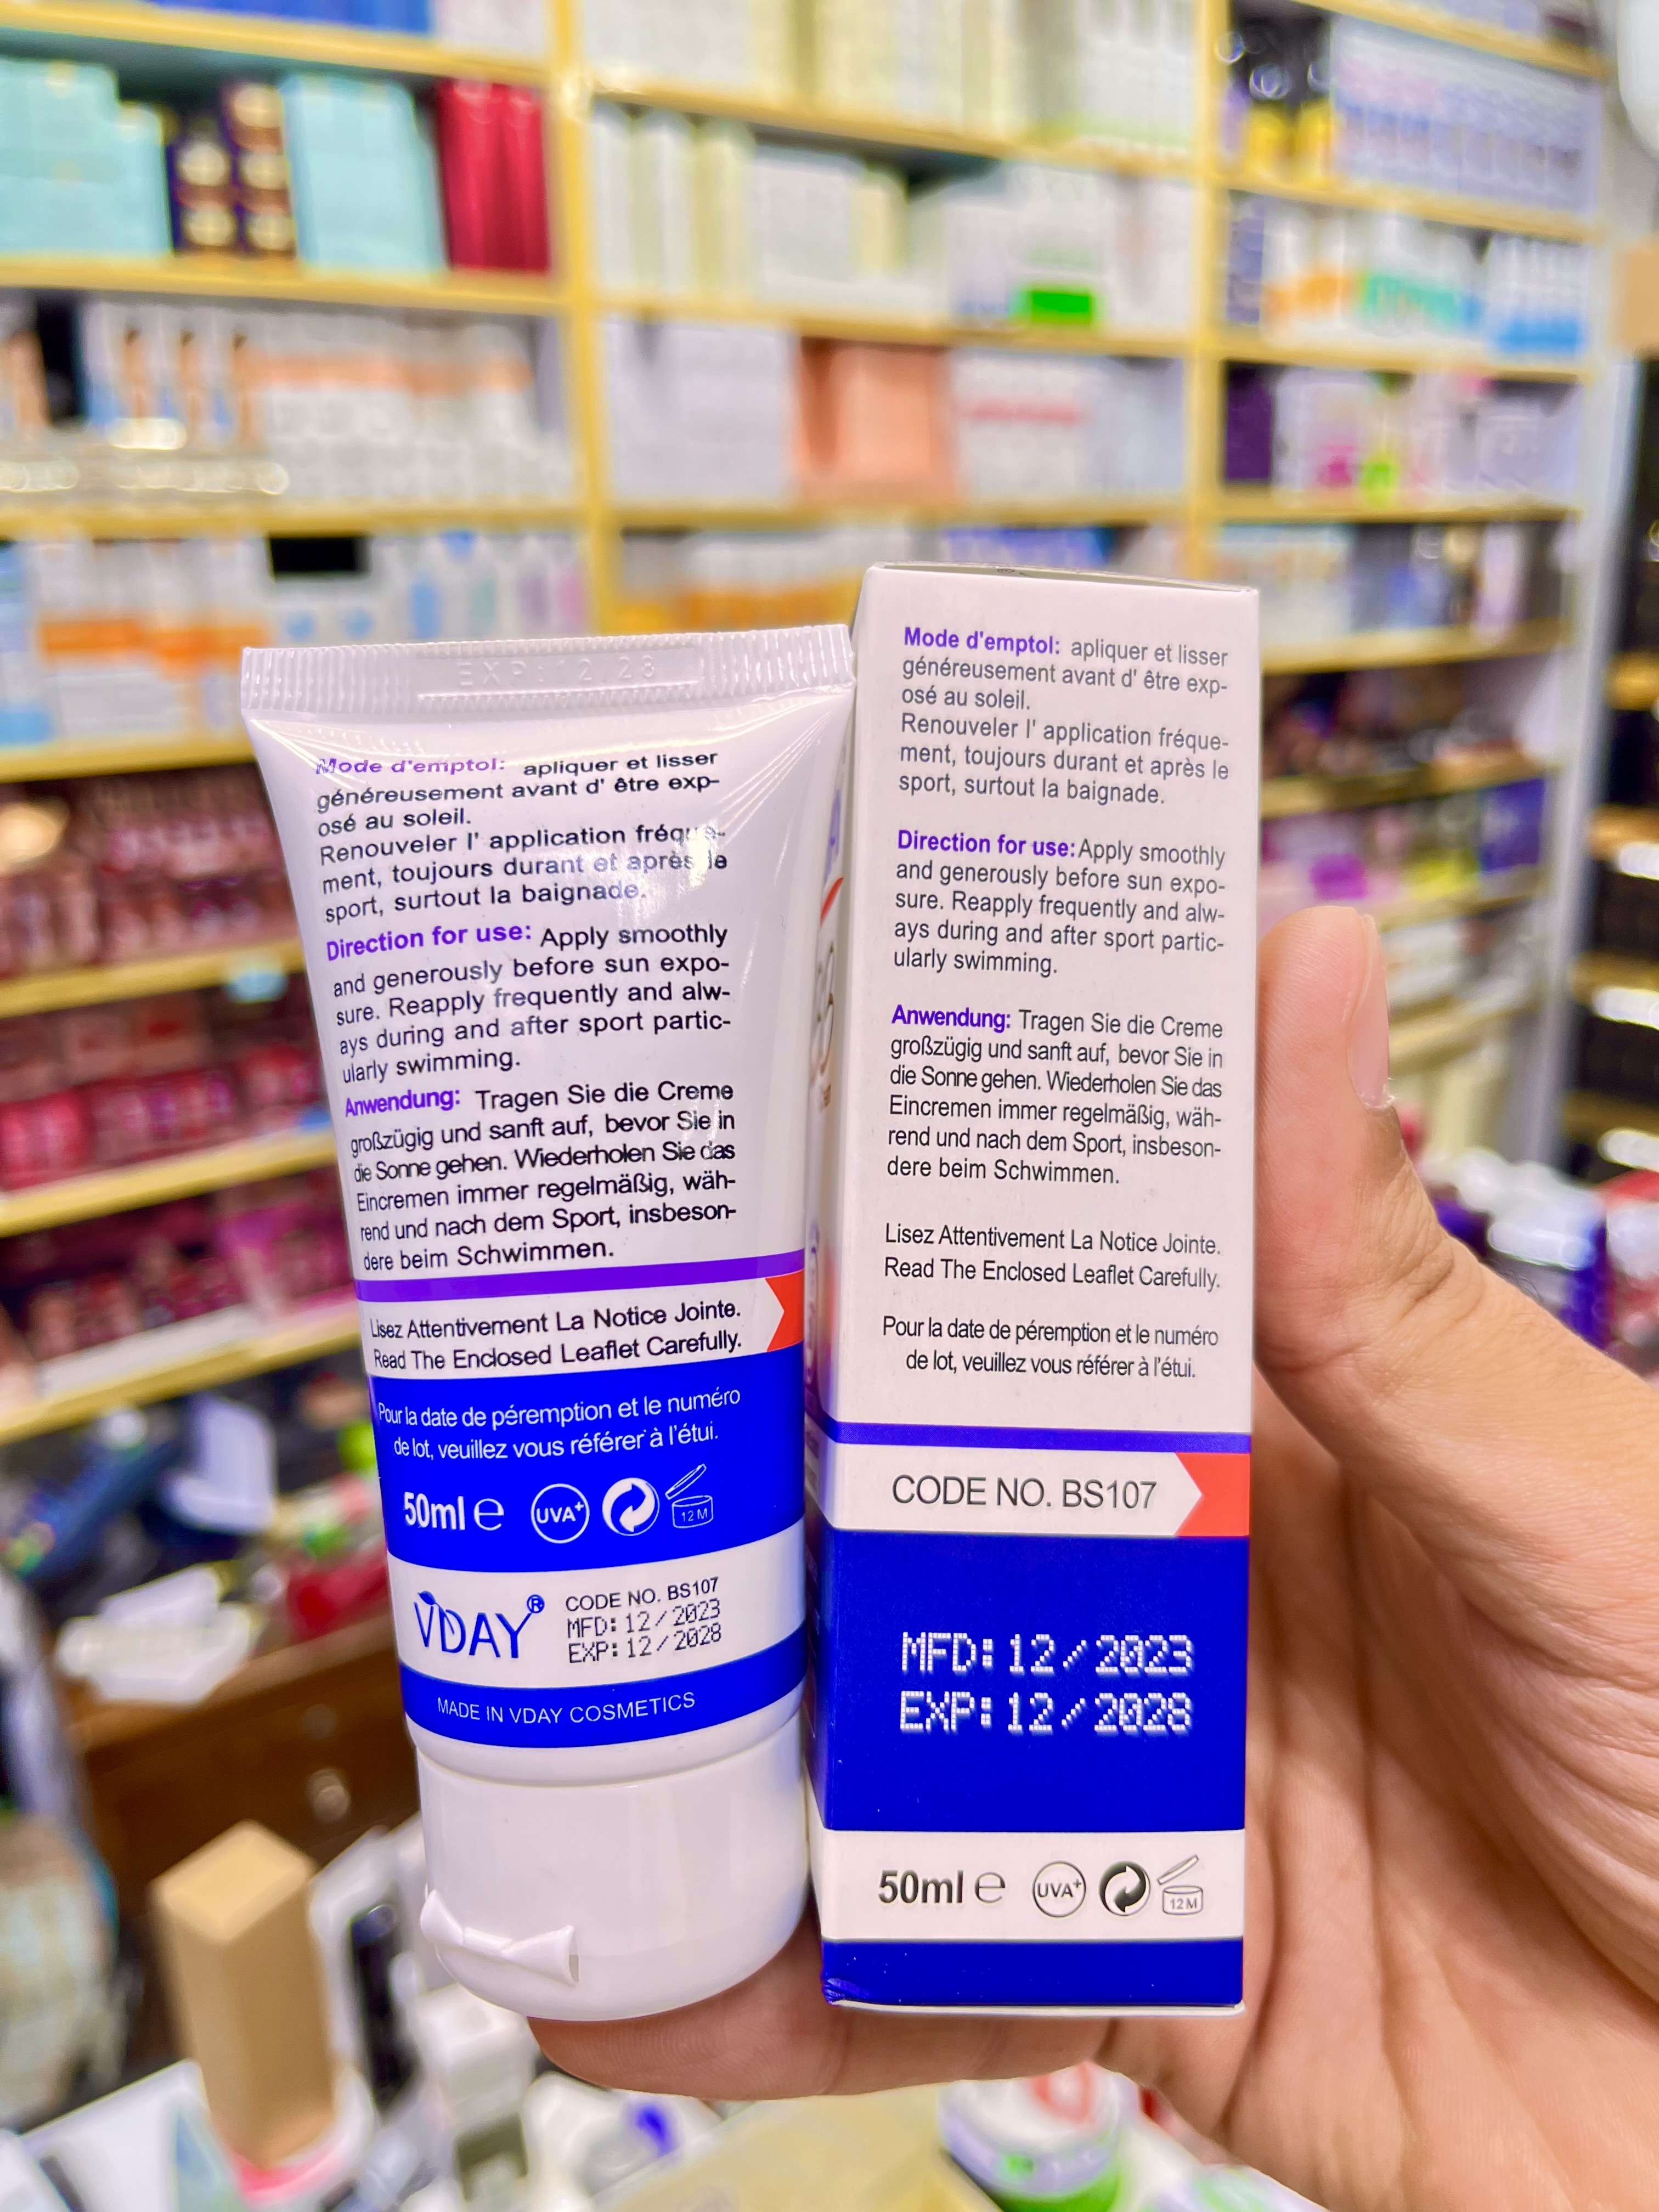 EXP:12/28
Mode d'emptol: apliquer et lisser
généreusement avant d' être exp-
osé au soleil.
Renouveler l' application fréque-
ment, toujours durant et après le
sport, surtout la baignade.
Direction for use: Apply smoothly
and generously before sun expo-
sure. Reapply frequently and alw-
ays during and after sport partic-
ularly swimming.
Anwendung: Tragen Sie die Creme
großzügig und sanft auf, bevor Sie in
die Sonne gehen. Wiederholen Sie das
Eincremen immer regelmäßig, wäh-
rend und nach dem Sport, insbeson-
dere beim Schwimmen.
Lisez Attentivement La Notice Jointe.
Read The Enclosed Leaflet Carefully.
Pour la date de péremption et le numéro
de lot, veuillez vous référer à l'étui.
50ml e UVA+ 12 M
VDAY®
CODE NO. BS107
MFD:12/2023
EXP:12/2028
MADE IN VDAY COSMETICS
Mode d'emptol: apliquer et lisser
généreusement avant d' être exp-
osé au soleil.
Renouveler l' application fréque-
ment, toujours durant et après le
sport, surtout la baignade.
Direction for use: Apply smoothly
and generously before sun expo-
sure. Reapply frequently and alw-
ays during and after sport partic-
ularly swimming.
Anwendung: Tragen Sie die Creme
großzügig und sanft auf, bevor Sie in
die Sonne gehen. Wiederholen Sie das
Eincremen immer regelmäßig, wäh-
rend und nach dem Sport, insbeson-
dere beim Schwimmen.
Lisez Attentivement La Notice Jointe.
Read The Enclosed Leaflet Carefully.
Pour la date de péremption et le numéro
de lot, veuillez vous référer à l'étui.
CODE NO. BS107
MFD:12/2023
EXP:12/2028
50ml e UVA+ 12 M